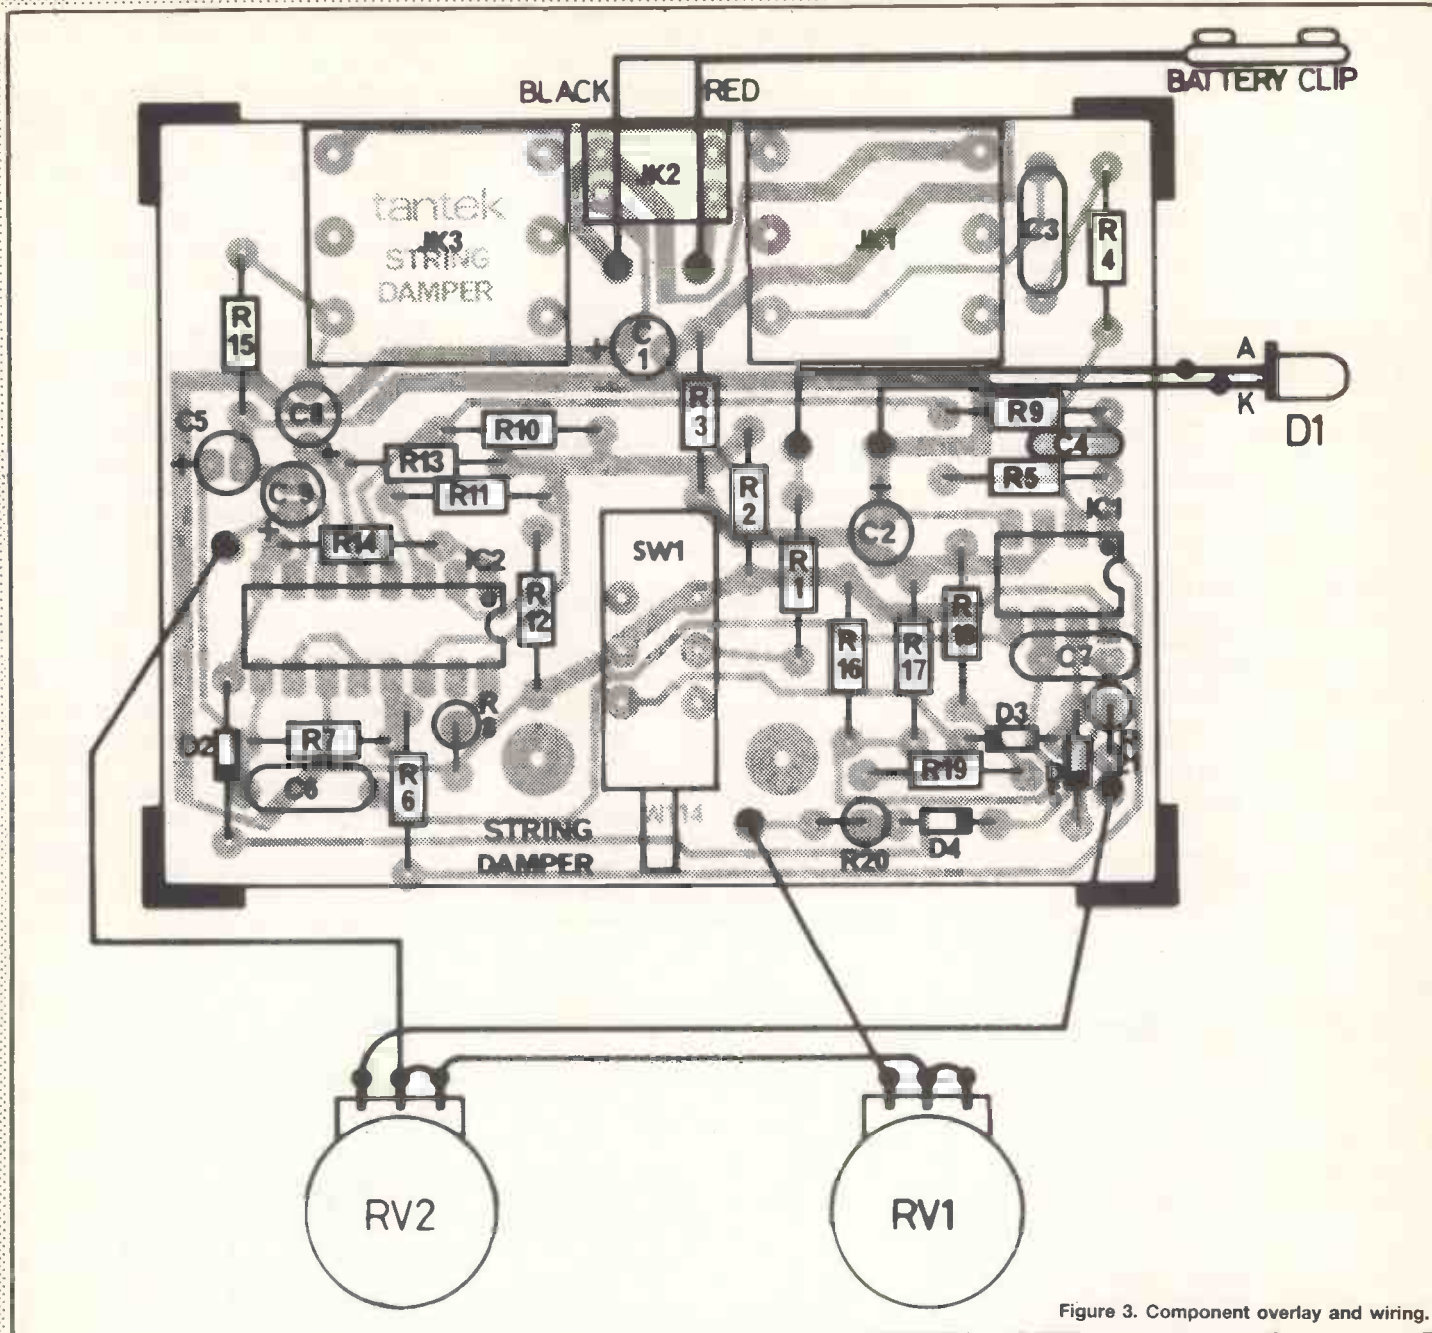 BLACK
RED
BATTERY CLIP
JK2
tantek
JK3
STRING
DAMPER
JK1
C3
R
4
R
15
+
C
1
A
K
D1
R
3
R9
C4
R5
C5
+
C8
R10
R13
R11
R
2
C2
IC1
+
R14
IC2
SW1
R
1
R
12
R
16
R
17
R
18
C7
R
D2
R7
C6
R
6
D3
R19
STRING
DAMPER
R20
D4
RV2
RV1
Figure 3. Component overlay and wiring.